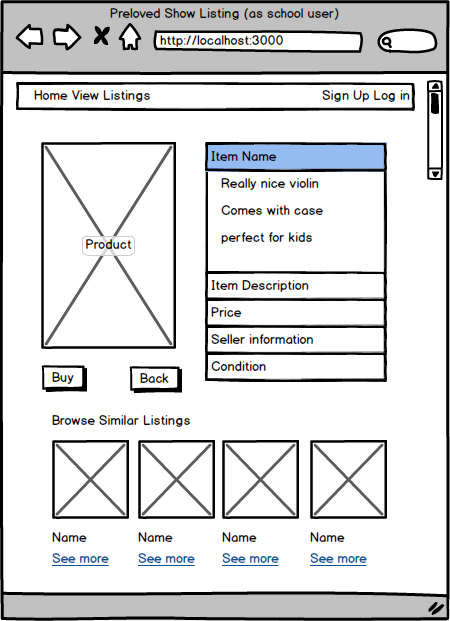 Preloved Show Listing (as school user)
http://localhost:3000
Home View Listings
Sign Up Log in
Product
Item Name
Really nice violin
Comes with case
perfect for kids
Item Description
Price
Seller information
Condition
Buy
Back
Browse Similar Listings
Name Name Name Name
See more See more See more See more